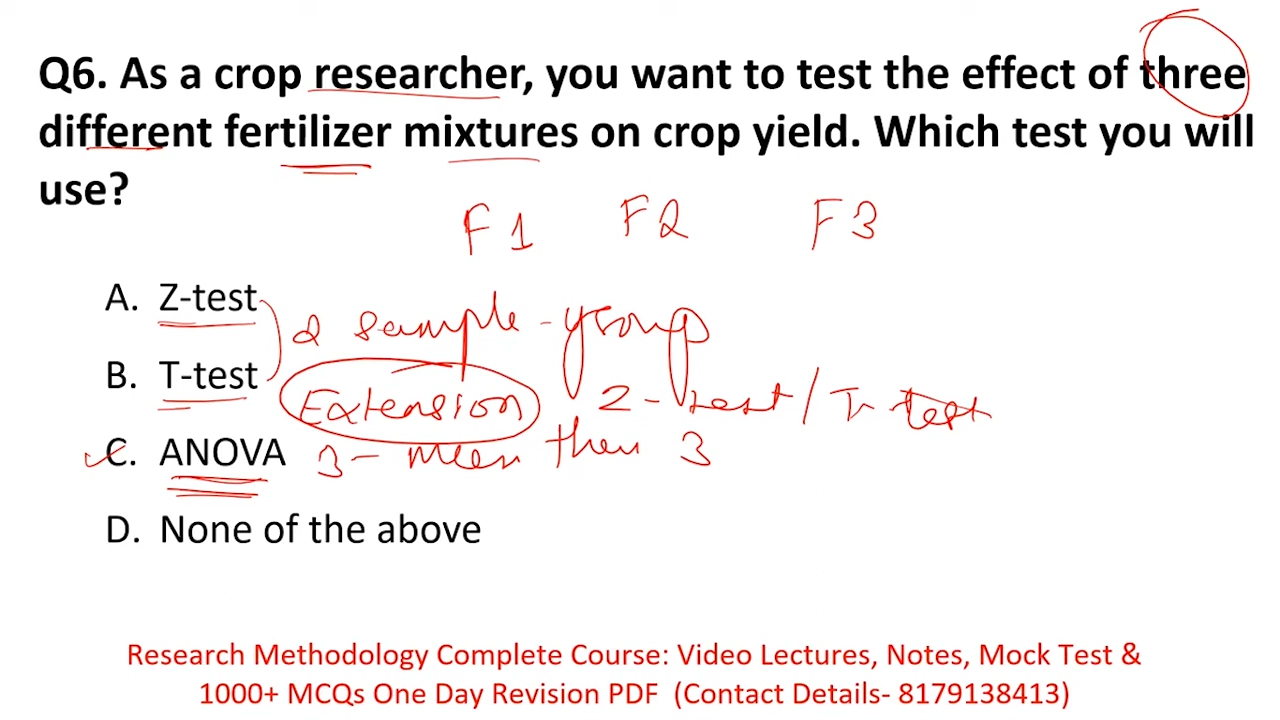 Q6. As a crop researcher, you want to test the effect of three
different fertilizer mixtures on crop yield. Which test you will
use?
F1 F2 F3
A. Z-test
2 sample-group
B. T-test
Extension Z-test/T-test
C. ANOVA 3- more then 3
D. None of the above
Research Methodology Complete Course: Video Lectures, Notes, Mock Test &
1000+ MCQs One Day Revision PDF (Contact Details- 8179138413)